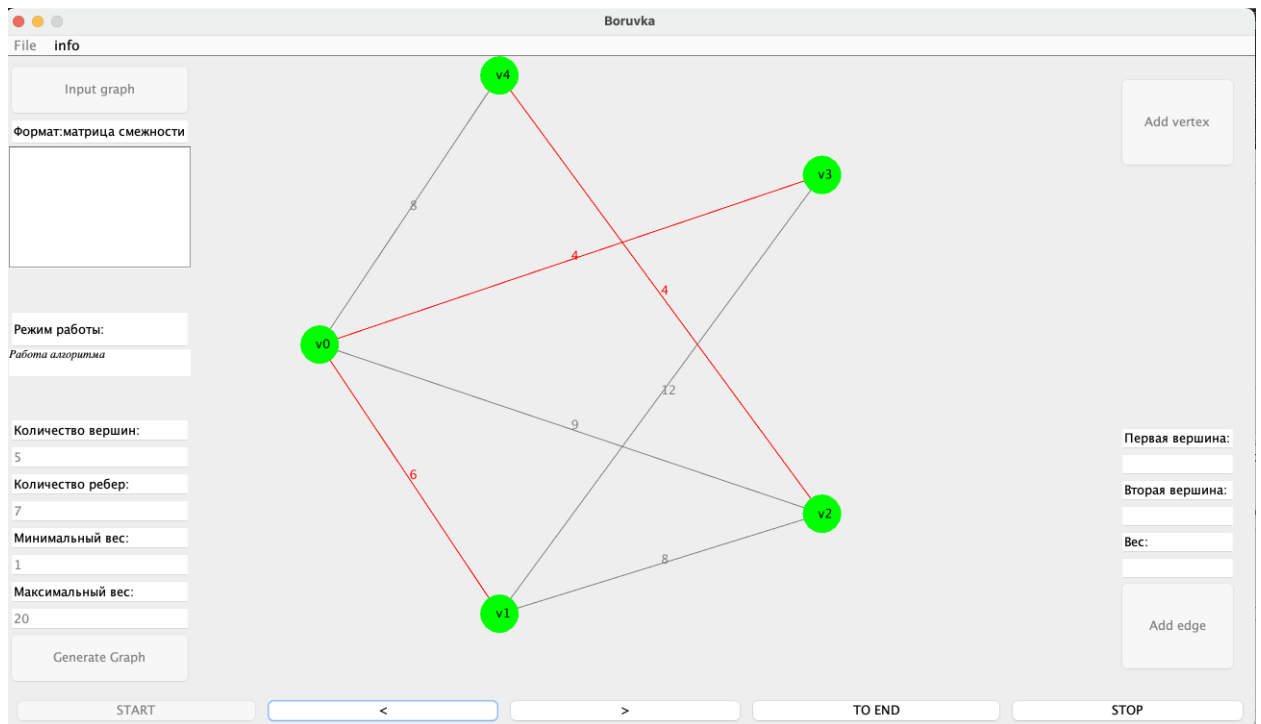 Boruvka
File info
Input graph
Формат:матрица смежности
Режим работы:
Работа алгоритма
Количество вершин:
5
Количество ребер:
7
Минимальный вес:
1
Максимальный вес:
20
Generate Graph
v4
v3
8
4
4
v0
12
9
6
v2
8
v1
Add vertex
Первая вершина:
Вторая вершина:
Вес:
Add edge
START < > TO END STOP